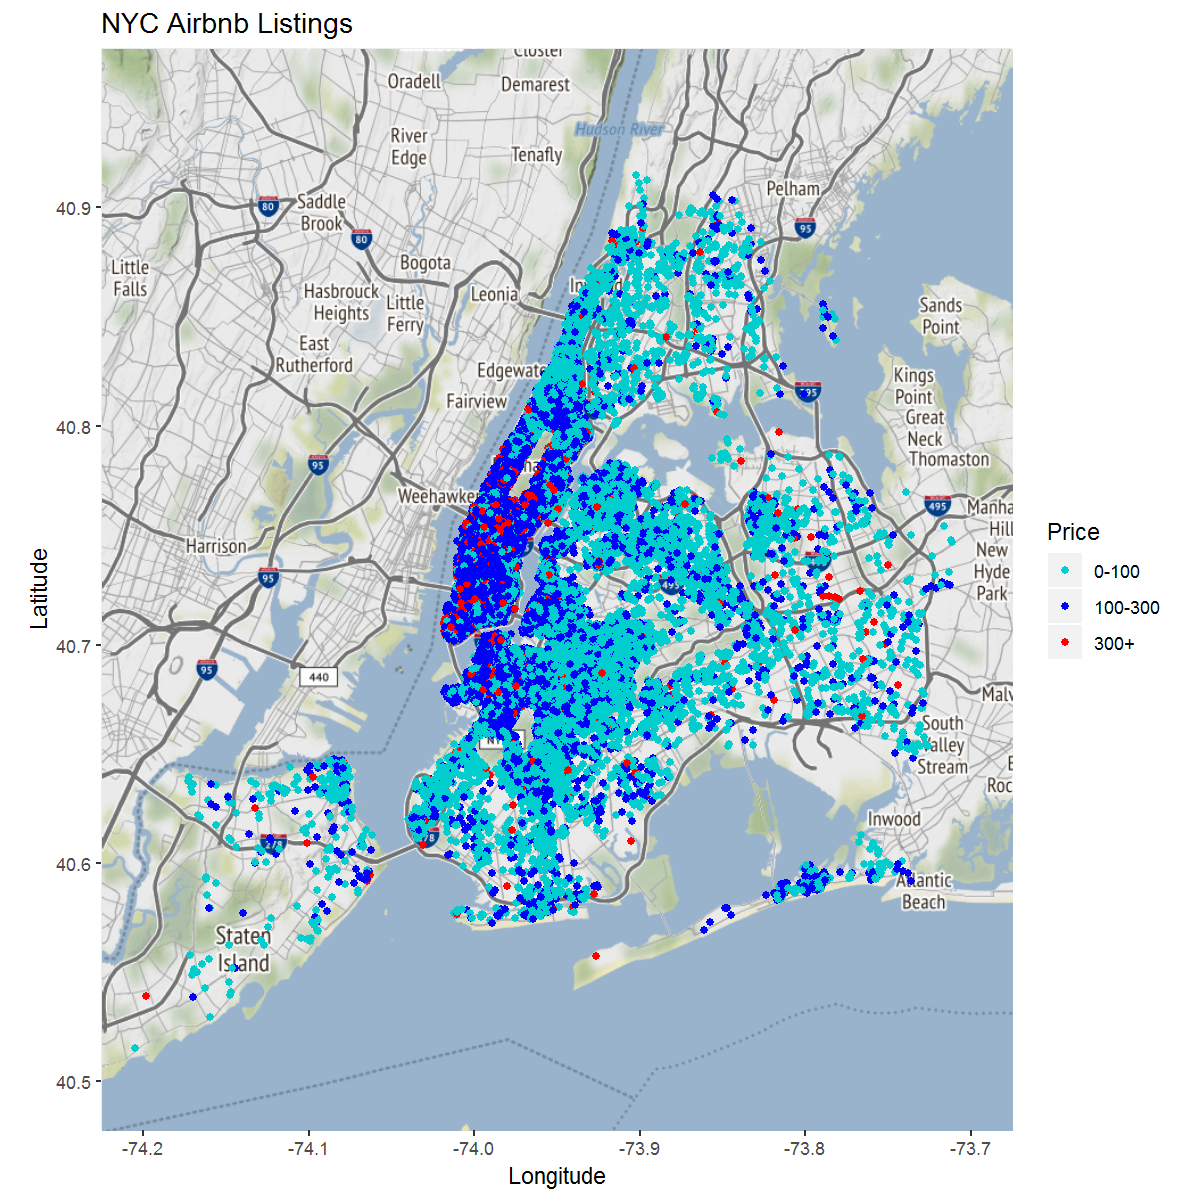 NYC Airbnb Listings
Closter
Oradell
Demarest
Hudson River
River
Edge
Tenafly
Pelham
80
Saddle
Brook
95
80
Little
Falls
Bogota
Leonia
Hasbrouck
Heights
Little
Ferry
Sands
Point
East
Rutherford
Edgewate
Kings
Point
Fairview
Great
Neck
Thomaston
95
Weehawke
495
Manha
Hill
Harrison
New
Hyde
Park
95
95
440
Malv
South
Valley
Stream
Roc
Inwood
Atlantic
Beach
Staten
Island
40.9
40.8
40.7
40.6
40.5
-74.2
-74.1
-74.0
-73.9
-73.8
-73.7
Longitude
Latitude
Price
0-100
100-300
300+